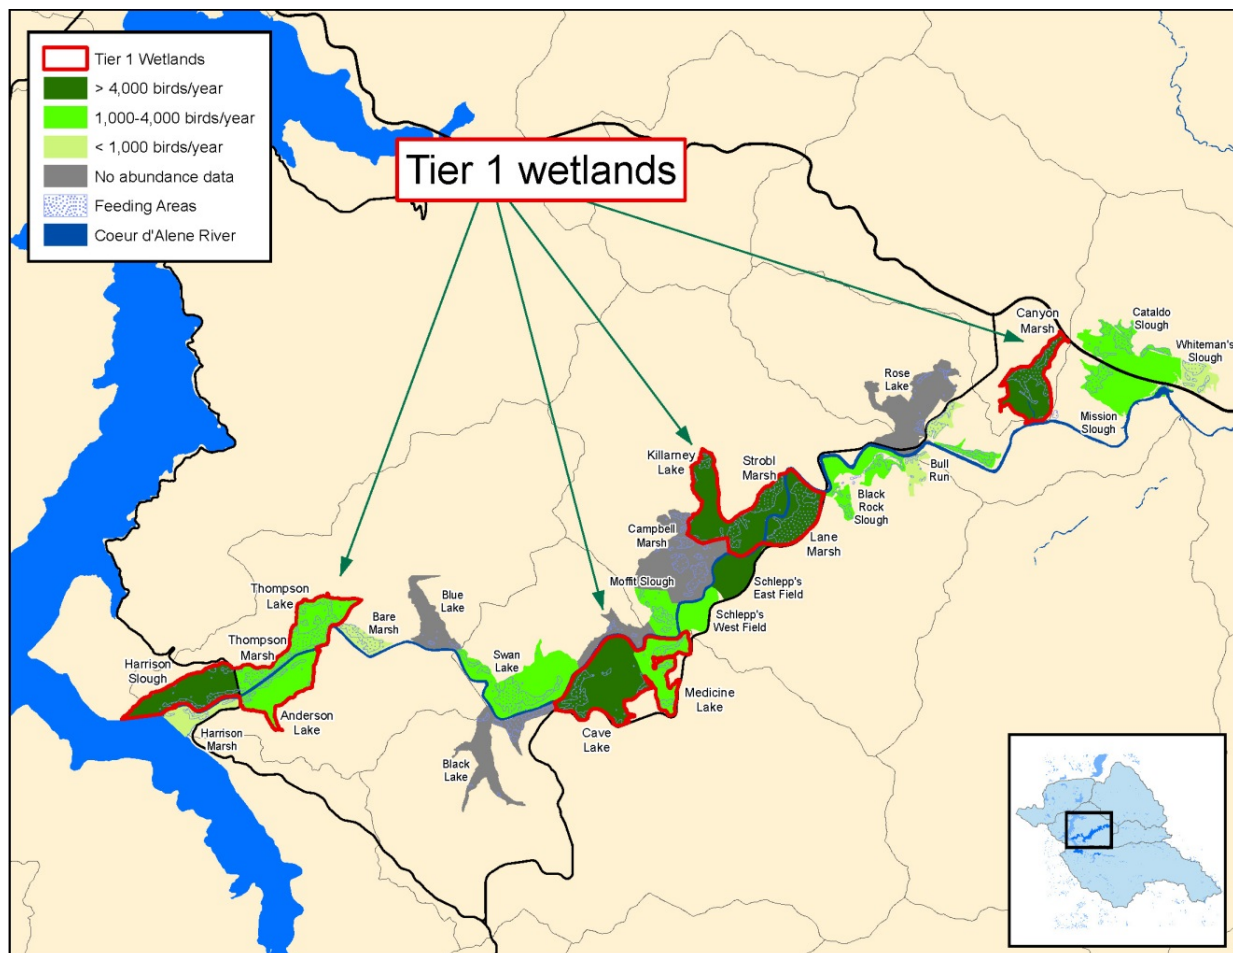 Tier 1 Wetlands
> 4,000 birds/year
1,000-4,000 birds/year
< 1,000 birds/year
No abundance data
Feeding Areas
Coeur d'Alene River
Tier 1 wetlands
Canyon
Marsh
Cataldo
Slough
Whiteman's
Slough
Rose
Lake
Mission
Slough
Killarney
Lake
Strobl
Marsh
Bull
Run
Black
Rock
Slough
Campbell
Marsh
Lane
Marsh
Moffit Slough
Schlepp's
East Field
Thompson
Lake
Blue
Lake
Bare
Marsh
Schlepp's
West Field
Thompson
Marsh
Swan
Lake
Harrison
Slough
Medicine
Lake
Anderson
Lake
Harrison
Marsh
Cave
Lake
Black
Lake